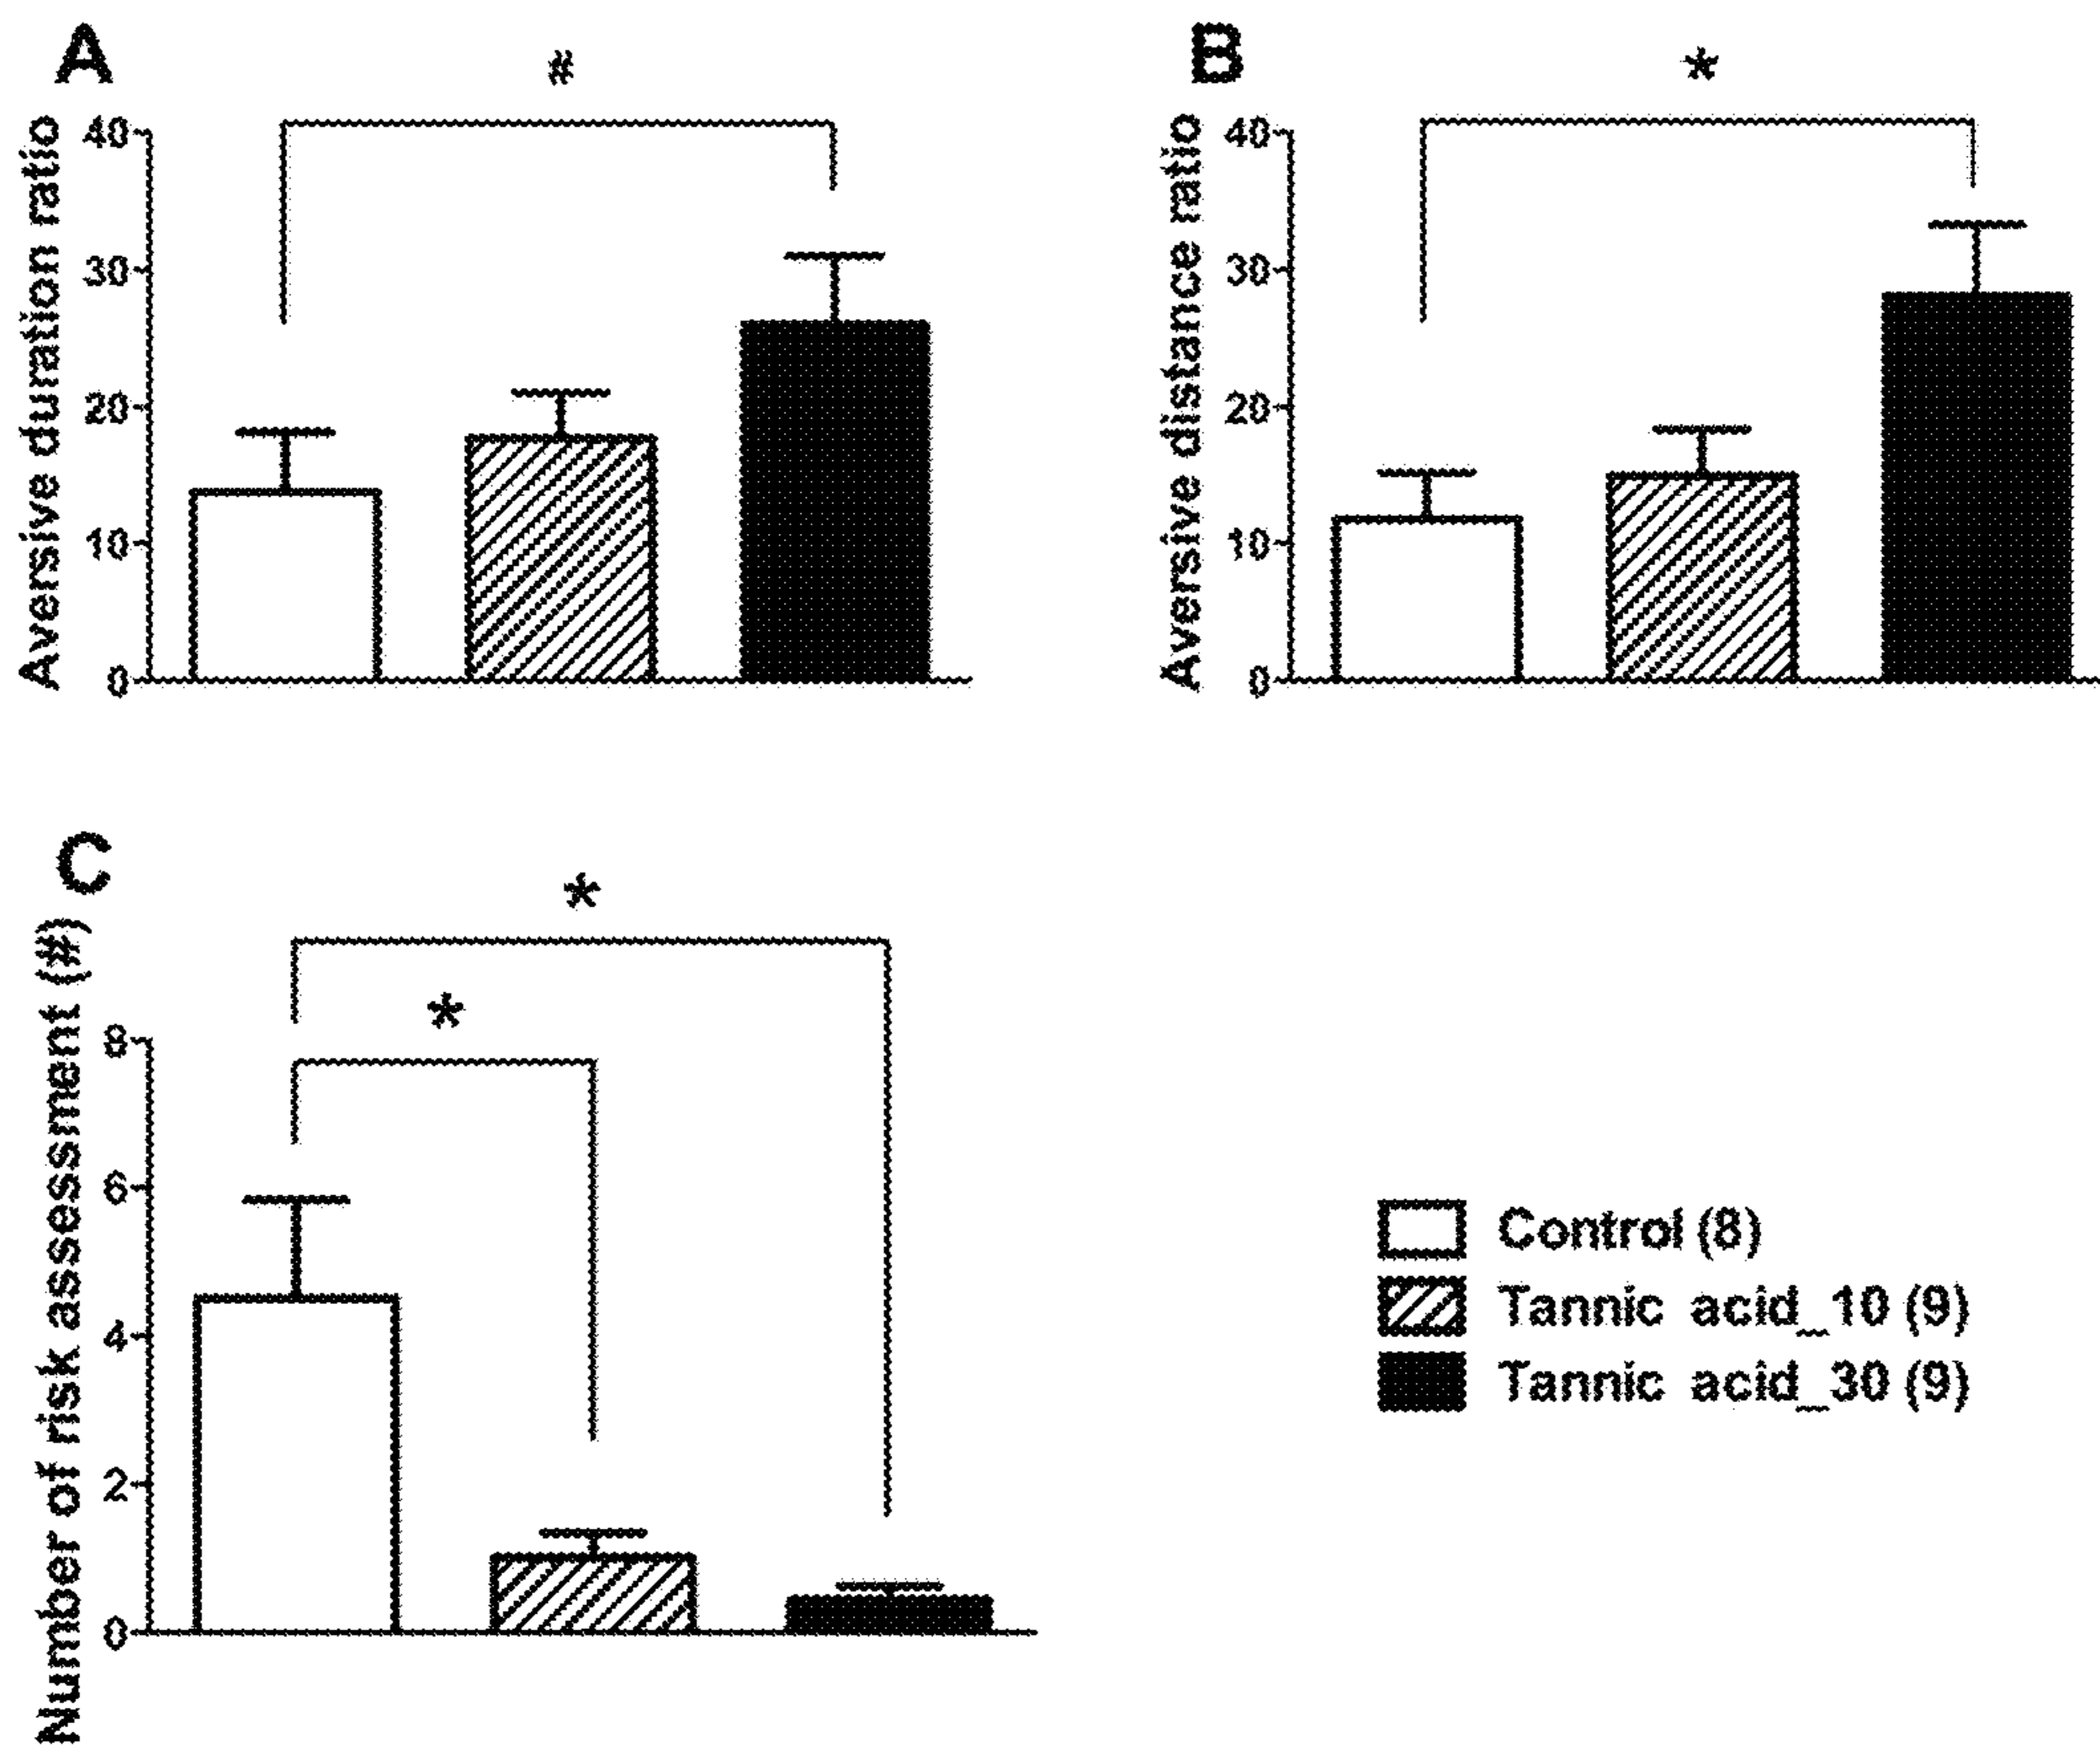 A
#
Aversive duration ratio
40
30
20
10
0
B
*
Aversive distance ratio
40
30
20
10
0
C
*
*
Number of risk assessment (#)
8
6
4
2
0
Control (8)
Tannic acid_10 (9)
Tannic acid_30 (9)